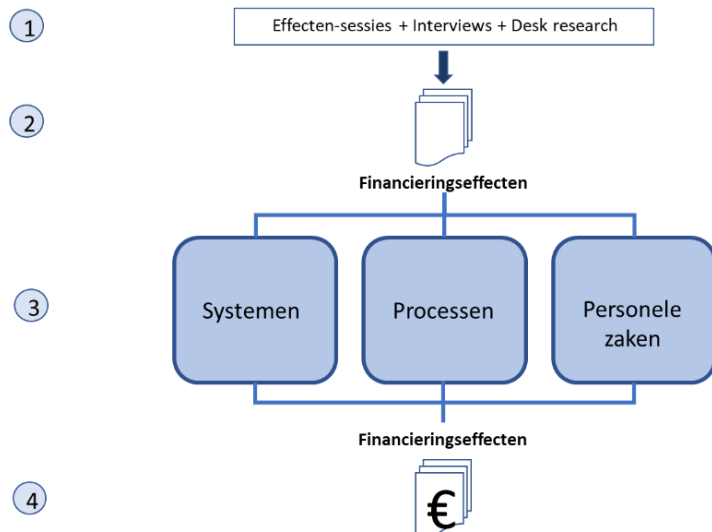 1
Effecten-sessies + Interviews + Desk research
2
Financieringseffecten
3
Systemen
Processen
Personele
zaken
Financieringseffecten
4
€